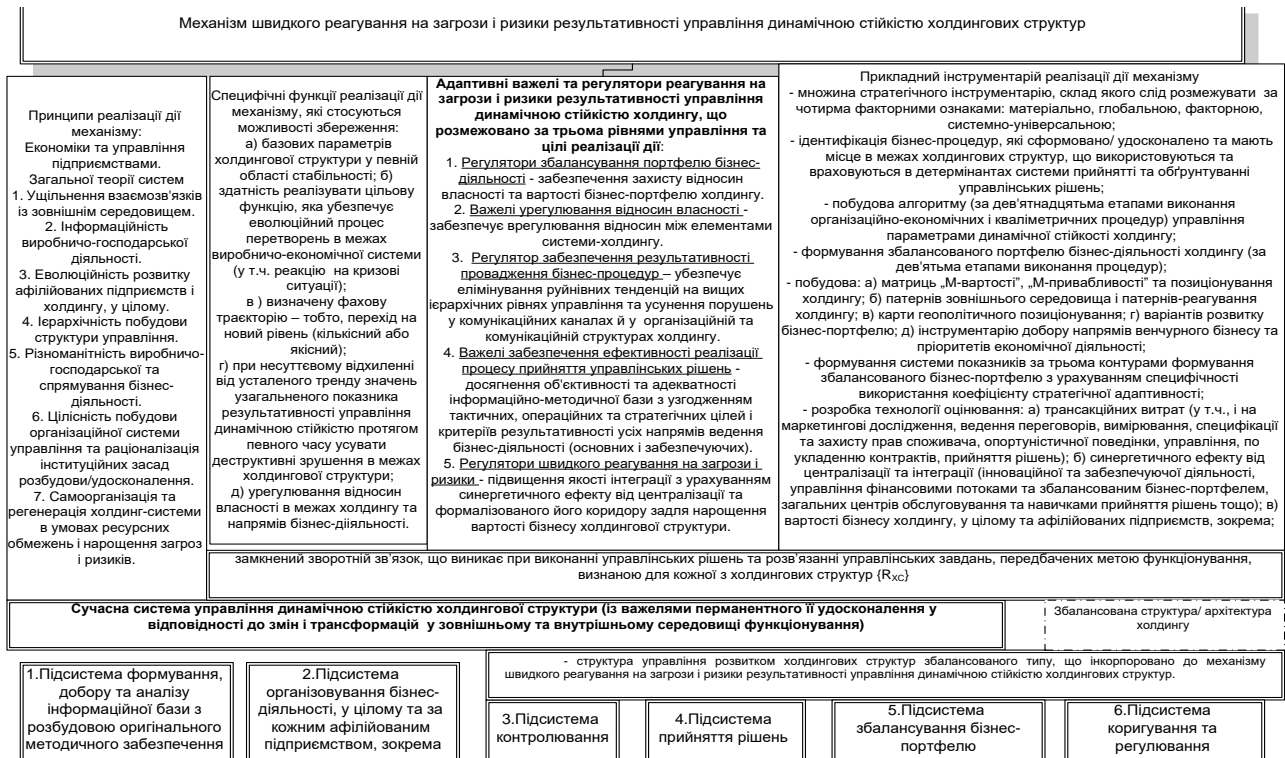 Механізм швидкого реагування на загрози і ризики результативності управління динамічною стійкістю холдингових структур
Принципи реалізації дії
механізму:
Економіки та управління
підприємствами.
Загальної теорії систем
1. Ущільнення взаємозв'язків
із зовнішнім середовищем.
2. Інформаційність
виробничо-господарської
діяльності.
3. Еволюційність розвитку
афілійованих підприємств і
холдингу, у цілому.
4. Ієрархічність побудови
структури управління.
5. Різноманітність виробничо-
господарської та
спрямування бізнес-
діяльності.
6. Цілісність побудови
організаційної системи
управління та раціоналізація
інституційних засад
розбудови/удосконалення.
7. Самоорганізація та
регенерація холдинг-системи
в умовах ресурсних
обмежень і нарощення загроз
і ризиків.
Специфічні функції реалізації дії
механізму, які стосуються
можливості збереження:
а) базових параметрів
холдингової структури у певній
області стабільності; б)
здатність реалізувати цільову
функцію, яка убезпечує
еволюційний процес
перетворень в межах
виробничо-економічної системи
(у т.ч. реакцію на кризові
ситуації);
в ) визначену фахову
траєкторію – тобто, перехід на
новий рівень (кількісний або
якісний);
г) при несуттєвому відхиленні
від усталеного тренду значень
узагальненого показника
результативності управління
динамічною стійкістю протягом
певного часу усувати
деструктивні зрушення в межах
холдингової структури;
д) урегулювання відносин
власності в межах холдингу та
напрямів бізнес-дііяльності.
Адаптивні важелі та регулятори реагування на
загрози і ризики результативності управління
динамічною стійкістю холдингу, що
розмежовано за трьома рівнями управління та
цілі реалізації дії:
1. Регулятори збалансування портфелю бізнес-
діяльності - забезпечення захисту відносин
власності та вартості бізнес-портфелю холдингу.
2. Важелі урегулювання відносин власності -
забезпечує врегулювання відносин між елементами
системи-холдингу.
3. Регулятор забезпечення результативності
провадження бізнес-процедур – убезпечує
елімінування руйнівних тенденцій на вищих
ієрархічних рівнях управління та усунення порушень
у комунікаційних каналах й у організаційній та
комунікаційній структурах холдингу.
4. Важелі забезпечення ефективності реалізації
процесу прийняття управлінських рішень -
досягнення об'єктивності та адекватності
інформаційно-методичної бази з узгодженням
тактичних, операційних та стратегічних цілей і
критеріїв результативності усіх напрямів ведення
бізнес-діяльності (основних і забезпечуючих).
5. Регулятори швидкого реагування на загрози і
ризики - підвищення якості інтеграції з урахуванням
синергетичного ефекту від централізації та
формалізованого його коридору задля нарощення
вартості бізнесу холдингової структури.
Прикладний інструментарій реалізації дії механізму
- множина стратегічного інструментарію, склад якого слід розмежувати за
чотирма факторними ознаками: матеріально, глобальною, факторною,
системно-універсальною;
- ідентифікація бізнес-процедур, які сформовано/ удосконалено та мають
місце в межах холдингових структур, що використовуються та
враховуються в детермінантах системи прийнятті та обґрунтуванні
управлінських рішень;
- побудова алгоритму (за дев'ятнадцятьма етапами виконання
організаційно-економічних і кваліметричних процедур) управління
параметрами динамічної стійкості холдингу;
- формування збалансованого портфелю бізнес-діяльності холдингу (за
дев'ятьма етапами виконання процедур);
- побудова: а) матриць „М-вартості", „М-привабливості" та позиціонування
холдингу; б) патернів зовнішнього середовища і патернів-реагування
холдингу; в) карти геополітичного позиціонування; г) варіантів розвитку
бізнес-портфелю; д) інструментарію добору напрямів венчурного бізнесу та
пріоритетів економічної діяльності;
- формування системи показників за трьома контурами формування
збалансованого бізнес-портфелю з урахуванням специфічності
використання коефіцієнту стратегічної адаптивності;
- розробка технології оцінювання: а) трансакційних витрат (у т.ч., і на
маркетингові дослідження, ведення переговорів, вимірювання, специфікації
та захисту прав споживача, опортуністичної поведінки, управління, по
укладенню контрактів, прийняття рішень); б) синергетичного ефекту від
централізації та інтеграції (інноваційної та забезпечуючої діяльності,
управління фінансовими потоками та збалансованим бізнес-портфелем,
загальних центрів обслуговування та навичками прийняття рішень тощо); в)
вартості бізнесу холдингу, у цілому та афілійованих підприємств, зокрема;
замкнений зворотній зв'язок, що виникає при виконанні управлінських рішень та розв'язанні управлінських завдань, передбачених метою функціонування,
визнаною для кожної з холдингових структур {RХС}
Сучасна система управління динамічною стійкістю холдингової структури (із важелями перманентного її удосконалення у
відповідності до змін і трансформацій у зовнішньому та внутрішньому середовищі функціонування)
Збалансована структура/ архітектура
холдингу
- структура управління розвитком холдингових структур збалансованого типу, що інкорпоровано до механізму
швидкого реагування на загрози і ризики результативності управління динамічною стійкістю холдингових структур.
1.Підсистема формування,
добору та аналізу
інформаційної бази з
розбудовою оригінального
методичного забезпечення
2.Підсистема
організовування бізнес-
діяльності, у цілому та за
кожним афілійованим
підприємством, зокрема
3.Підсистема
контролювання
4.Підсистема
прийняття рішень
5.Підсистема
збалансування бізнес-
портфелю
6.Підсистема
коригування та
регулювання